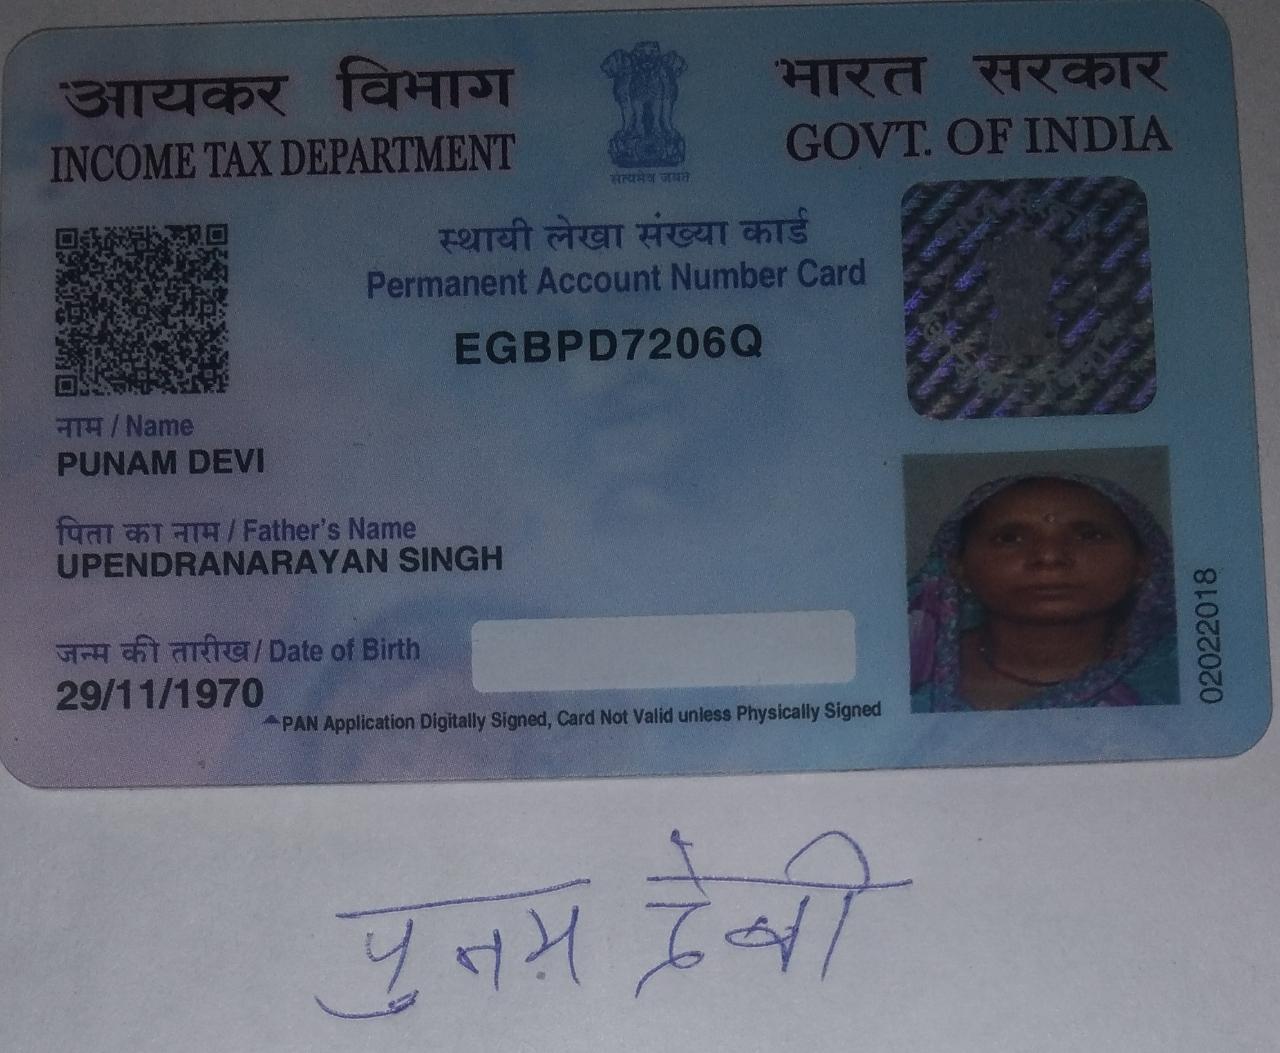 आयकर विभाग
INCOME TAX DEPARTMENT
सत्यमेव जयते
भारत सरकार
GOVT. OF INDIA
स्थायी लेखा संख्या कार्ड
Permanent Account Number Card
EGBPD7206Q
नाम / Name
PUNAM DEVI
पिता का नाम / Father's Name
UPENDRANARAYAN SINGH
जन्म की तारीख / Date of Birth
29/11/1970
PAN Application Digitally Signed, Card Not Valid unless Physically Signed
02022018
पुनम देवी